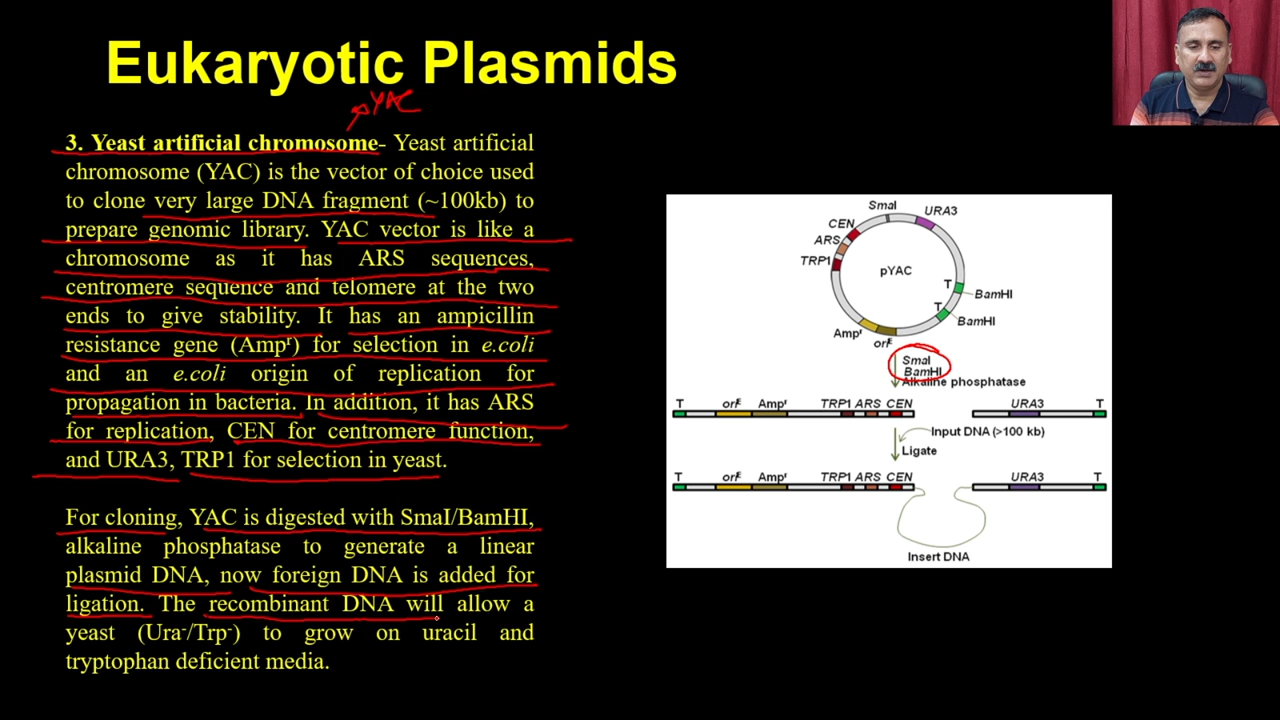 Eukaryotic Plasmids
YAC
3. Yeast artificial chromosome- Yeast artificial
chromosome (YAC) is the vector of choice used
to clone very large DNA fragment (~100kb) to
prepare genomic library. YAC vector is like a
chromosome as it has ARS sequences,
centromere sequence and telomere at the two
ends to give stability. It has an ampicillin
resistance gene (Ampʳ) for selection in e.coli
and an e.coli origin of replication for
propagation in bacteria. In addition, it has ARS
for replication, CEN for centromere function,
and URA3, TRP1 for selection in yeast.
For cloning, YAC is digested with SmaI/BamHI,
alkaline phosphatase to generate a linear
plasmid DNA, now foreign DNA is added for
ligation. The recombinant DNA will allow a
yeast (Ura⁻/Trp⁻) to grow on uracil and
tryptophan deficient media.
SmaI
URA3
CEN
ARS
TRP1
pYAC
T
BamHI
T
BamHI
Ampʳ
oriᴱ
SmaI
BamHI
Alkaline phosphatase
T oriᴱ Ampʳ TRP1 ARS CEN URA3 T
Input DNA (>100 kb)
Ligate
T oriᴱ Ampʳ TRP1 ARS CEN URA3 T
Insert DNA